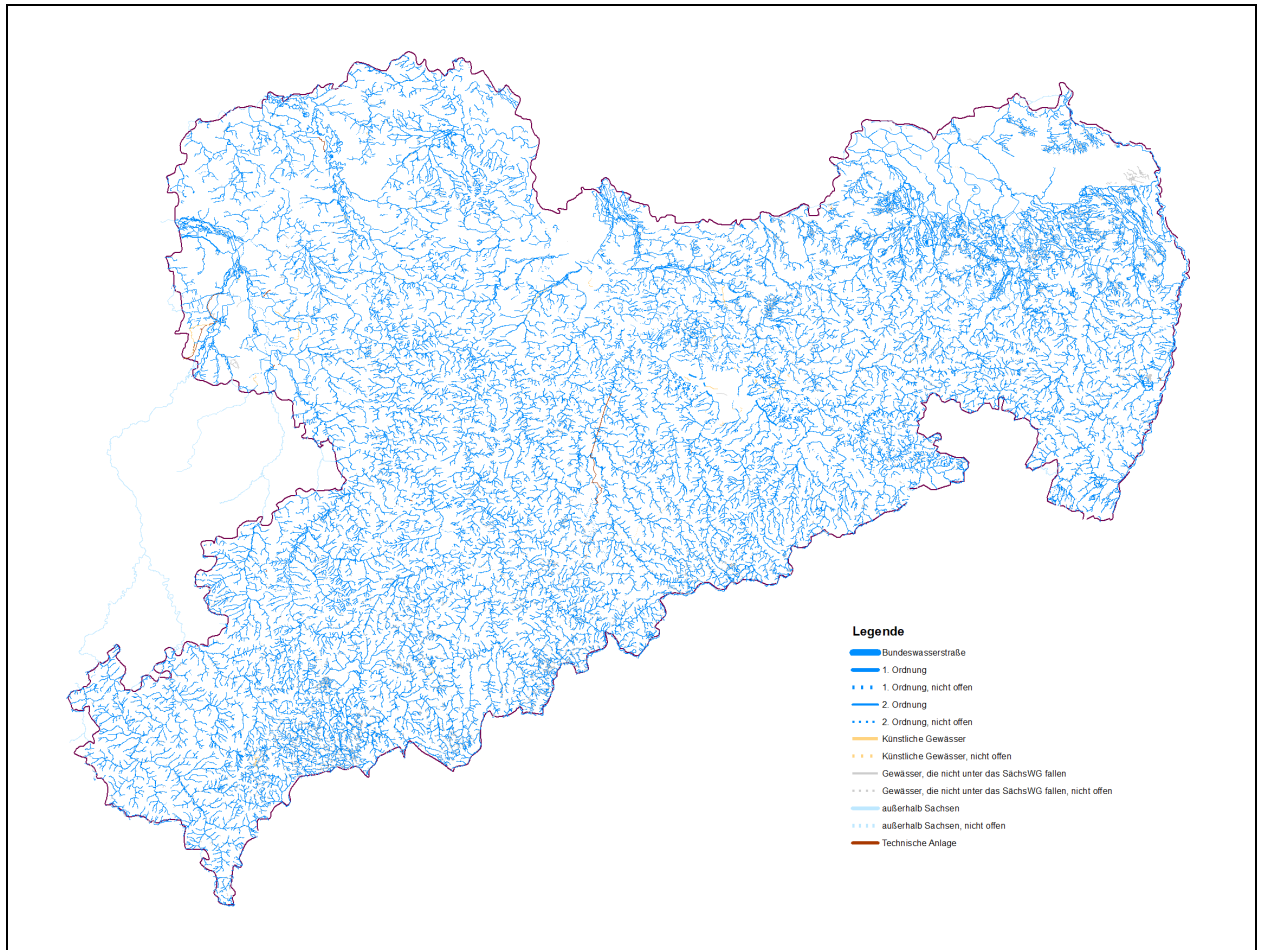 Legende
Bundeswasserstraße
1. Ordnung
1. Ordnung, nicht offen
2. Ordnung
2. Ordnung, nicht offen
Künstliche Gewässer
Künstliche Gewässer, nicht offen
Gewässer, die nicht unter das SächsWG fallen
Gewässer, die nicht unter das SächsWG fallen, nicht offen
außerhalb Sachsen
außerhalb Sachsen, nicht offen
Technische Anlage